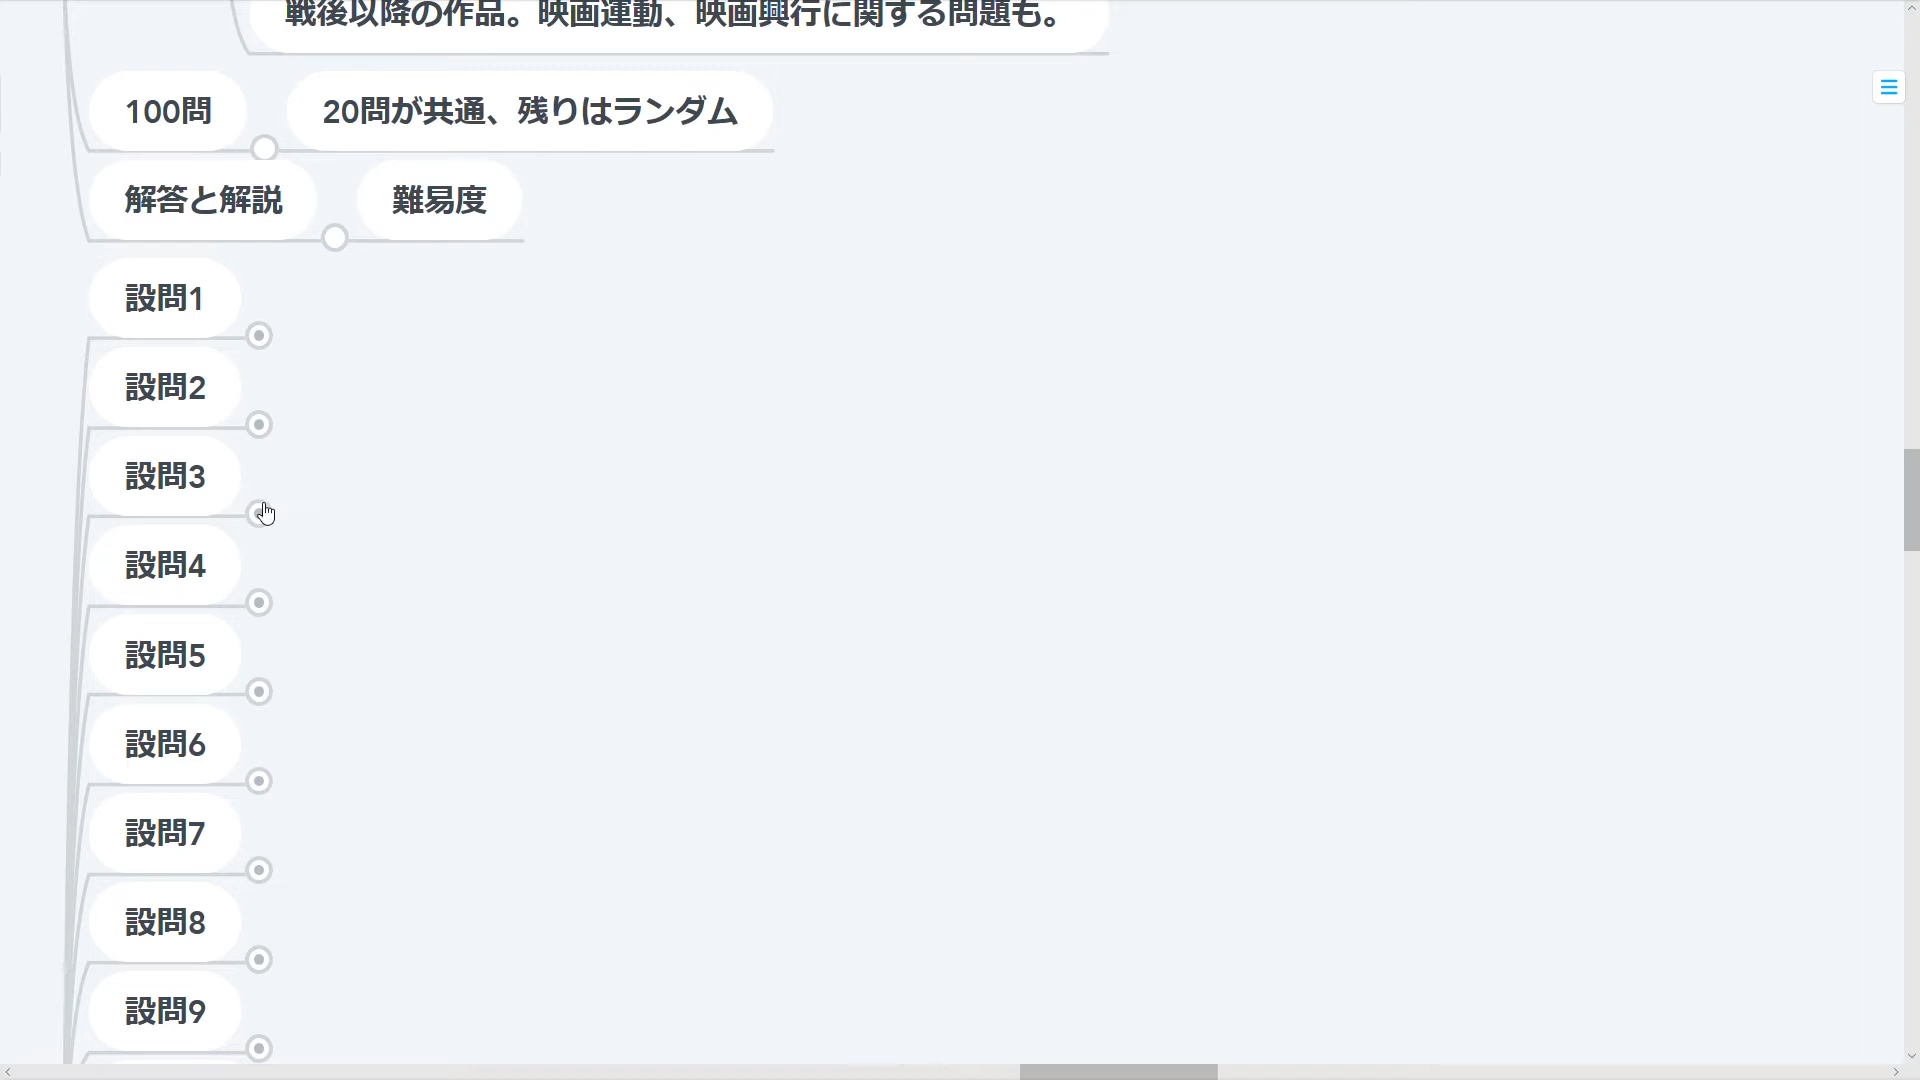 戦後以降の作品。映画運動、映画興行に関する問題も。
100問
20問が共通、残りはランダム
解答と解説
難易度
設問1
設問2
設問3
設問4
設問5
設問6
設問7
設問8
設問9